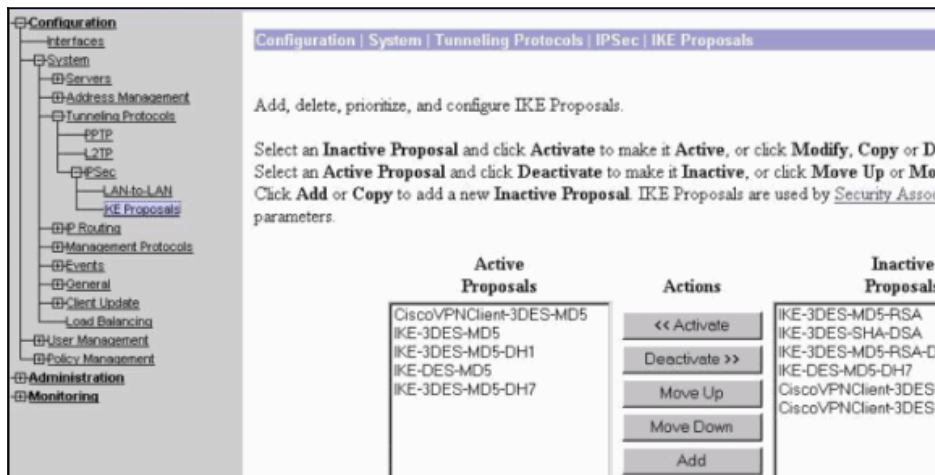 Configuration
Interfaces
System
Servers
Address Management
Tunneling Protocols
PPTP
L2TP
IPSec
LAN-to-LAN
IKE Proposals
IP Routing
Management Protocols
Events
General
Client Update
Load Balancing
User Management
Policy Management
Administration
Monitoring
Configuration | System | Tunneling Protocols | IPSec | IKE Proposals
Add, delete, prioritize, and configure IKE Proposals.
Select an Inactive Proposal and click Activate to make it Active, or click Modify, Copy or D
Select an Active Proposal and click Deactivate to make it Inactive, or click Move Up or Mo
Click Add or Copy to add a new Inactive Proposal. IKE Proposals are used by Security Assoc
parameters.
Active
Proposals
CiscoVPNClient-3DES-MD5
IKE-3DES-MD5
IKE-3DES-MD5-DH1
IKE-DES-MD5
IKE-3DES-MD5-DH7
Actions
<< Activate
Deactivate >>
Move Up
Move Down
Add
Inactive
Proposals
IKE-3DES-MD5-RSA
IKE-3DES-SHA-DSA
IKE-3DES-MD5-RSA-D
IKE-DES-MD5-DH7
CiscoVPNClient-3DES
CiscoVPNClient-3DES